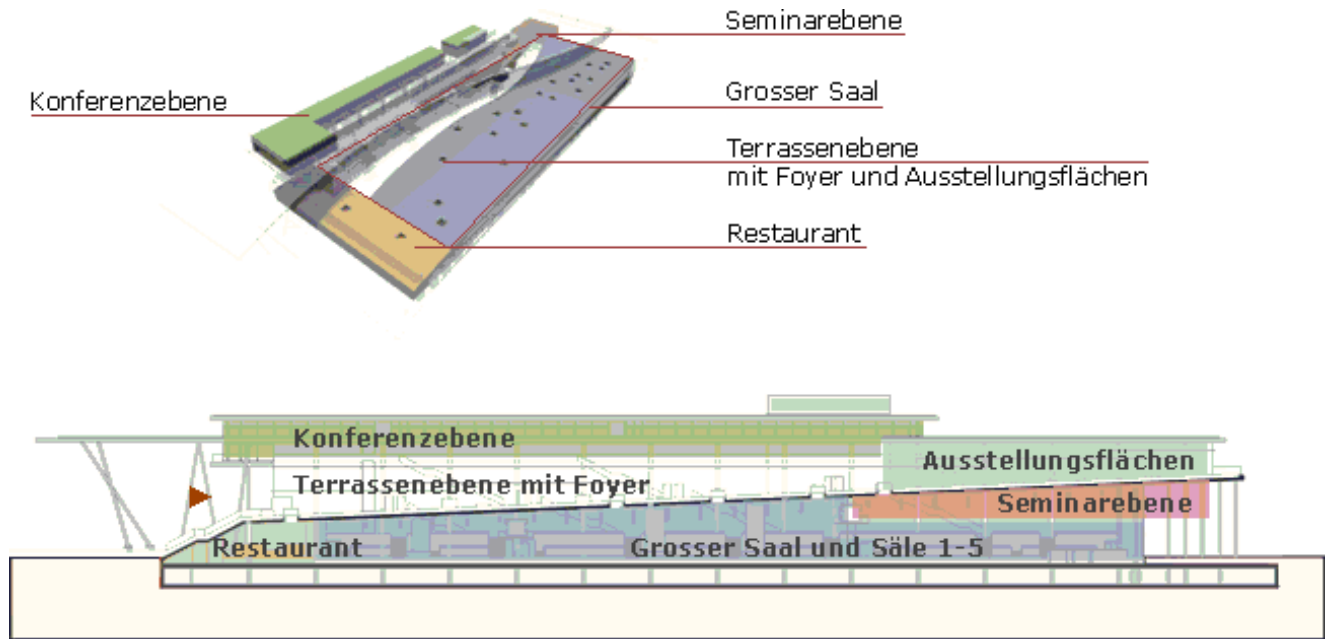 Seminarebene
Konferenzebene
Grosser Saal
Terrassenebene
mit Foyer und Ausstellungsflächen
Restaurant
Konferenzebene
Ausstellungsflächen
Terrassenebene mit Foyer
Seminarebene
Restaurant
Grosser Saal und Säle 1-5